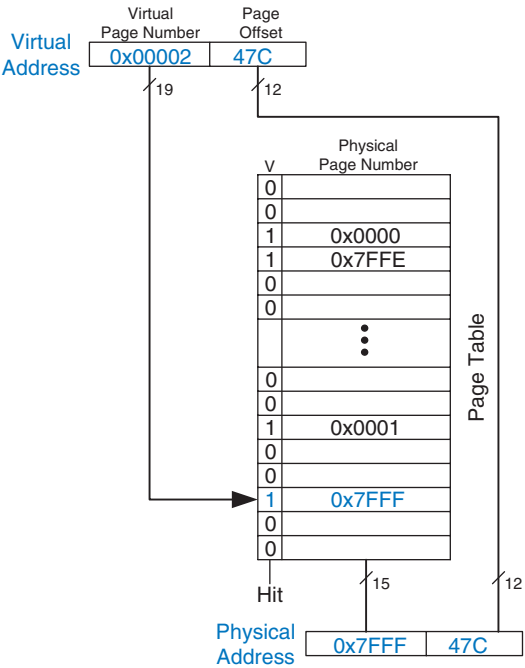 Virtual
Page Number
Page
Offset
Virtual
Address
0x00002
47C
19
12
Physical
Page Number
V
0
0
1 0x0000
1 0x7FFE
0
0
0
0
1 0x0001
0
0
1 0x7FFF
0
0
Page Table
Hit
15
12
Physical
Address
0x7FFF
47C